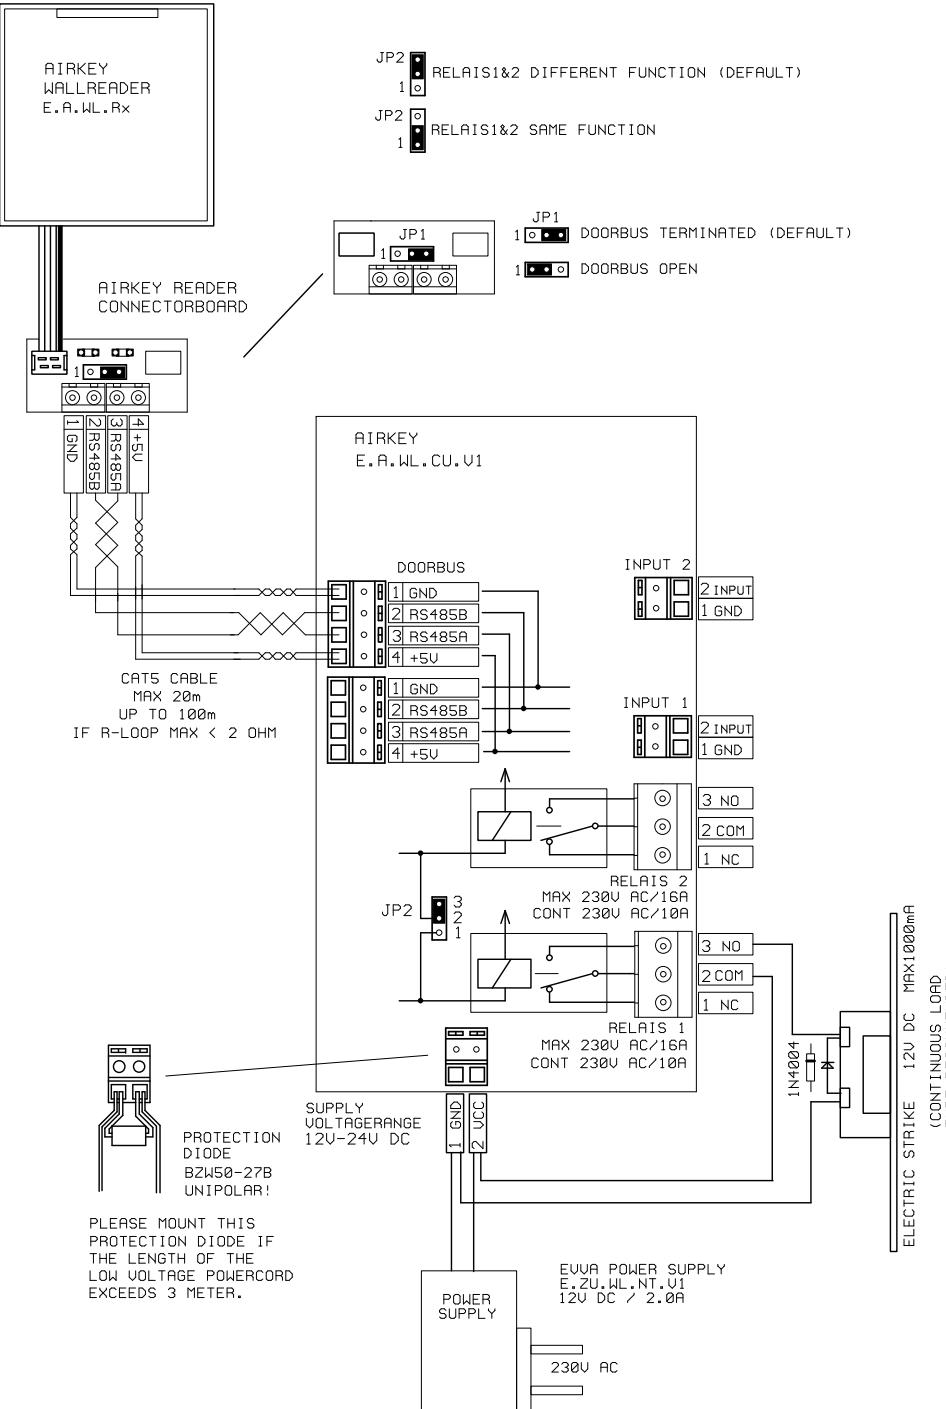 AIRKEY
WALLREADER
E.A.WL.Rx
JP2
1
RELAIS1&2 DIFFERENT FUNCTION (DEFAULT)
JP2
1
RELAIS1&2 SAME FUNCTION
JP1
1
JP1
1
DOORBUS TERMINATED (DEFAULT)
1
DOORBUS OPEN
AIRKEY READER
CONNECTORBOARD
1
1 GND
2 RS485B
3 RS485A
4 +5V
AIRKEY
E.A.WL.CU.V1
DOORBUS
1 GND
2 RS485B
3 RS485A
4 +5V
1 GND
2 RS485B
3 RS485A
4 +5V
INPUT 2
2 INPUT
1 GND
INPUT 1
2 INPUT
1 GND
CAT5 CABLE
MAX 20m
UP TO 100m
IF R-LOOP MAX < 2 OHM
3 NO
2 COM
1 NC
RELAIS 2
MAX 230V AC/16A
CONT 230V AC/10A
JP2
3
2
1
3 NO
2 COM
1 NC
RELAIS 1
MAX 230V AC/16A
CONT 230V AC/10A
1N4004
ELECTRIC STRIKE 12V DC MAX1000mA
(CONTINUOUS LOAD
SUPPLY
VOLTAGERANGE
12V-24V DC
1 GND
2 VCC
PROTECTION
DIODE
BZW50-27B
UNIPOLAR!
PLEASE MOUNT THIS
PROTECTION DIODE IF
THE LENGTH OF THE
LOW VOLTAGE POWERCORD
EXCEEDS 3 METER.
EVVA POWER SUPPLY
E.ZU.WL.NT.V1
12V DC / 2.0A
POWER
SUPPLY
230V AC